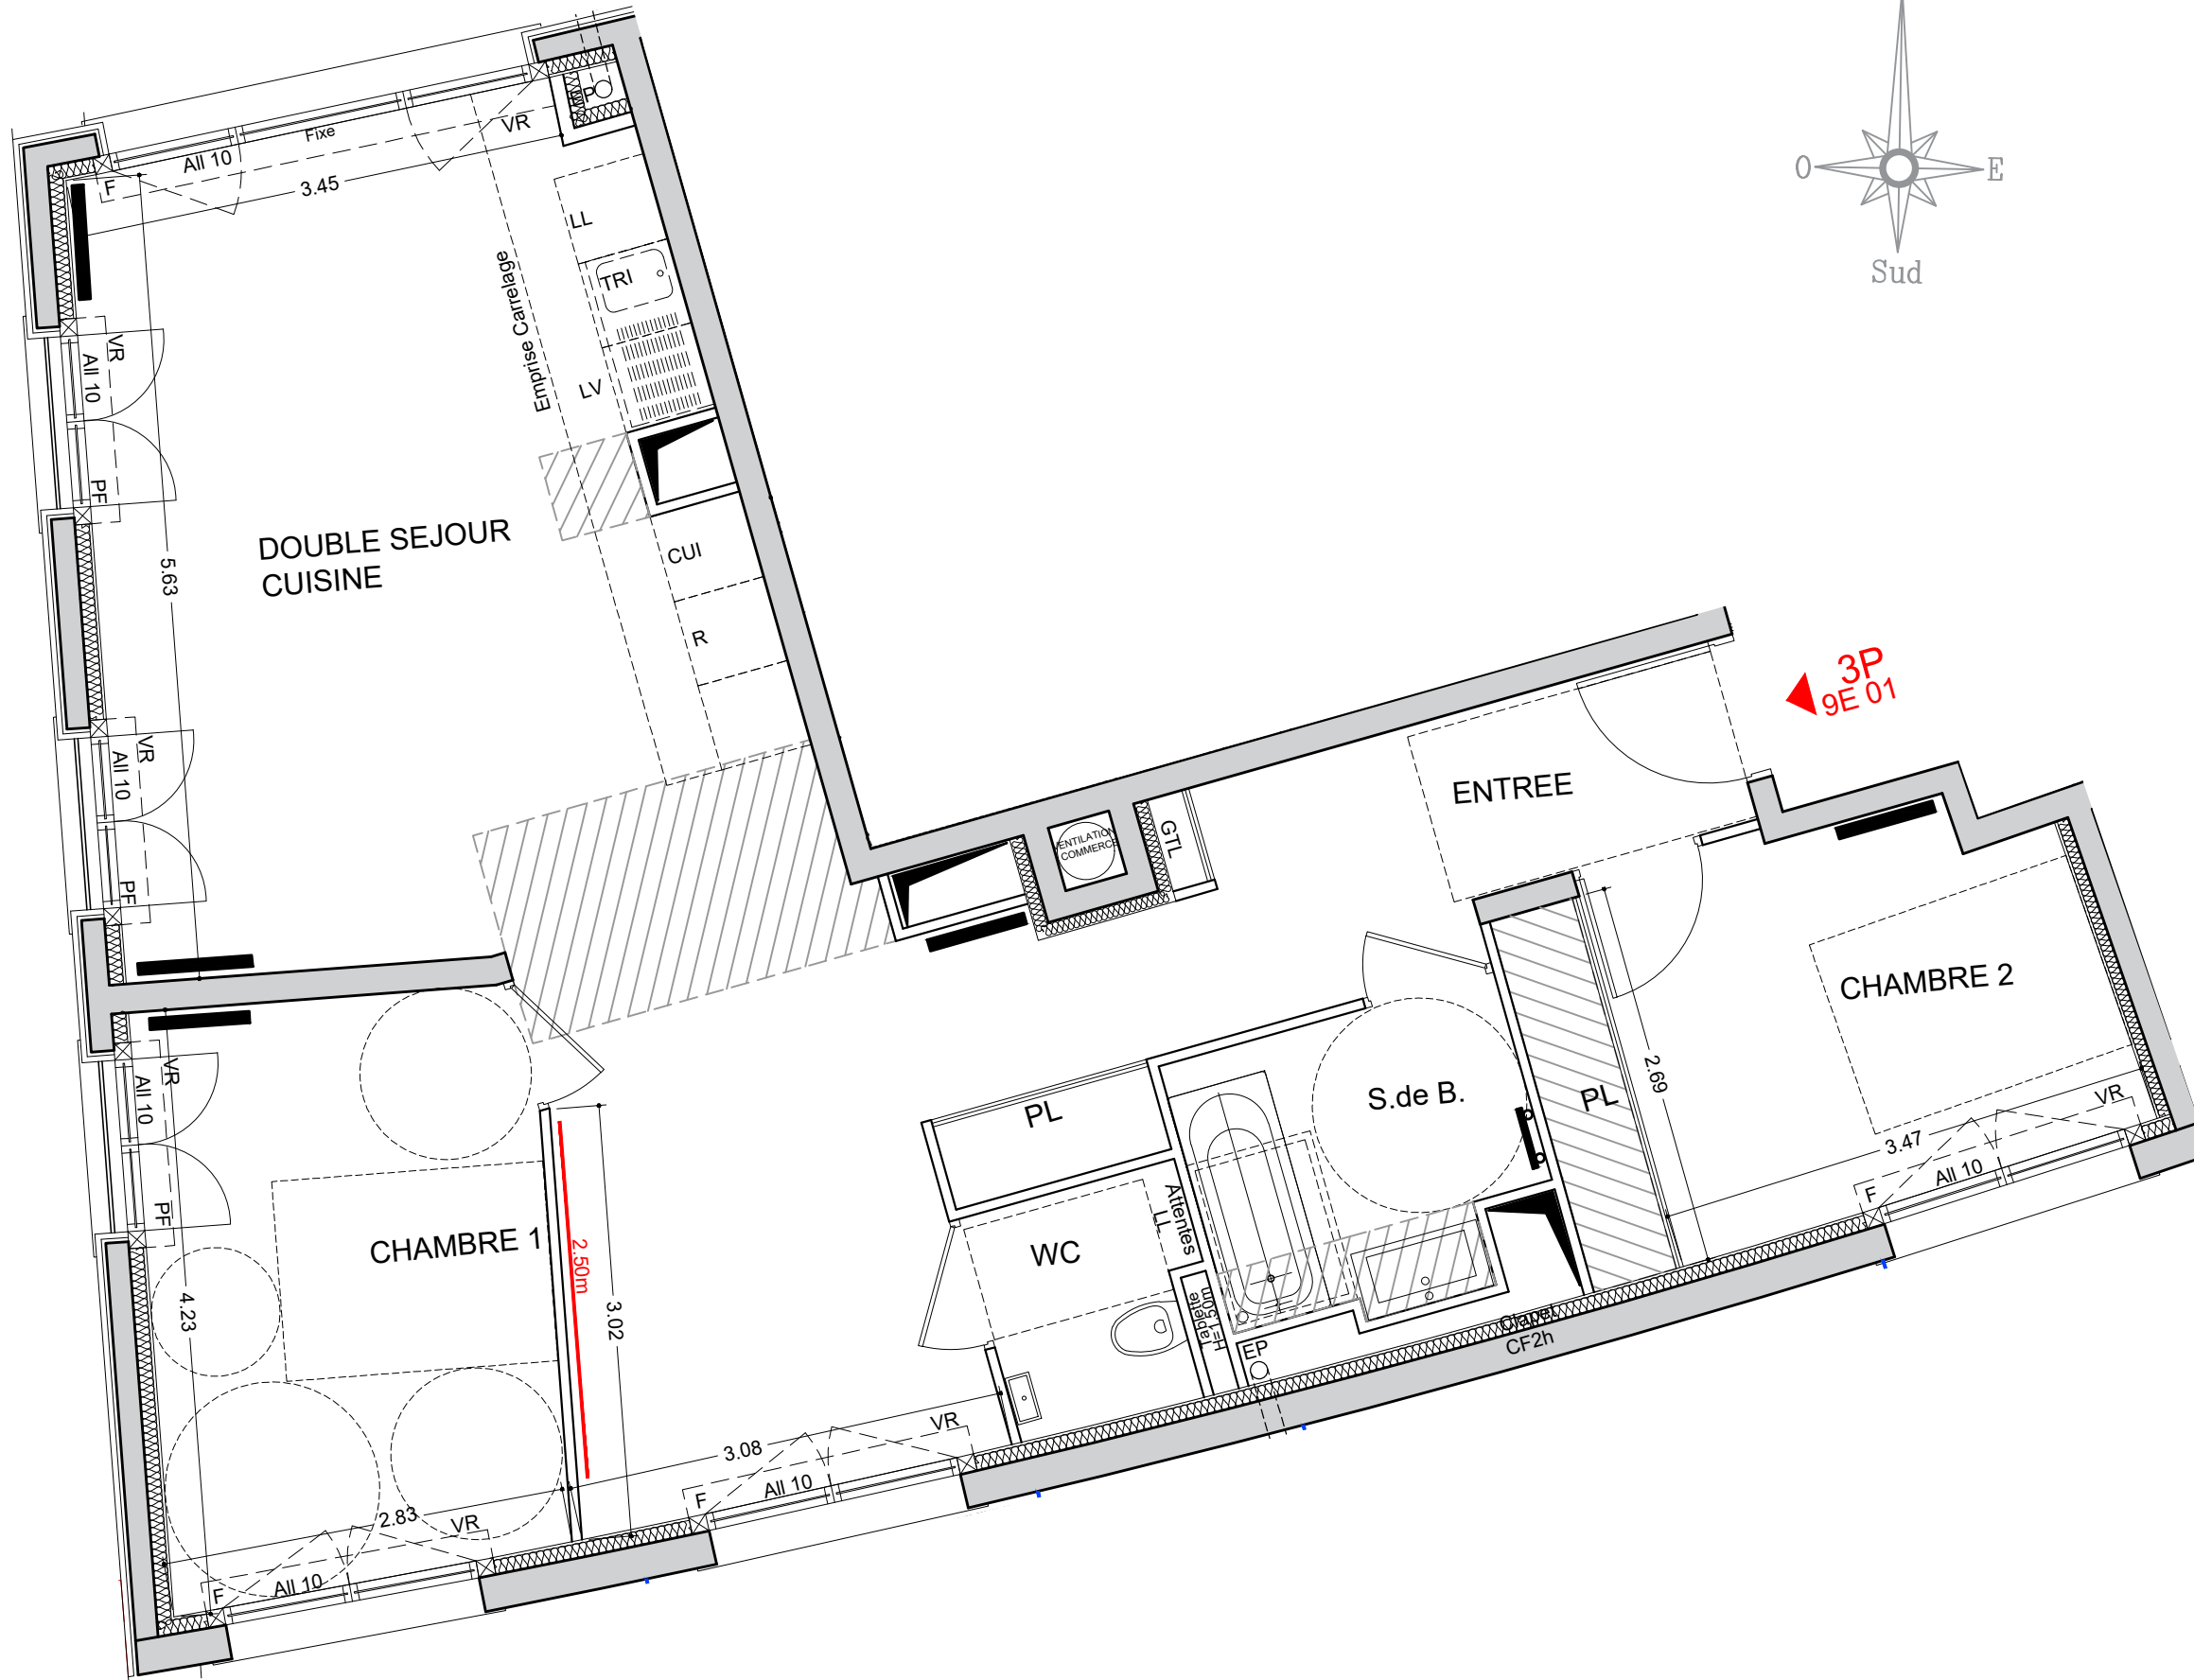 O
E
Sud
EP
VR
Fixe
All 10
F
3.45
LL
TRI
Emprise Carrelage
LV
VR
All 10
PF
DOUBLE SEJOUR
CUISINE
5.63
CUI
R
VR
All 10
PF
3P
9E 01
ENTREE
VENTILATION
COMMERCE
GTL
CHAMBRE 2
2.69
PL
VR
3.47
All 10
F
S.de B.
PL
Attentes
LL
WC
Tablette
H=1.50m
EP
Clapet
CF2h
VR
All 10
PF
CHAMBRE 1
2.50m
3.02
4.23
3.08
VR
All 10
F
2.83
VR
All 10
F